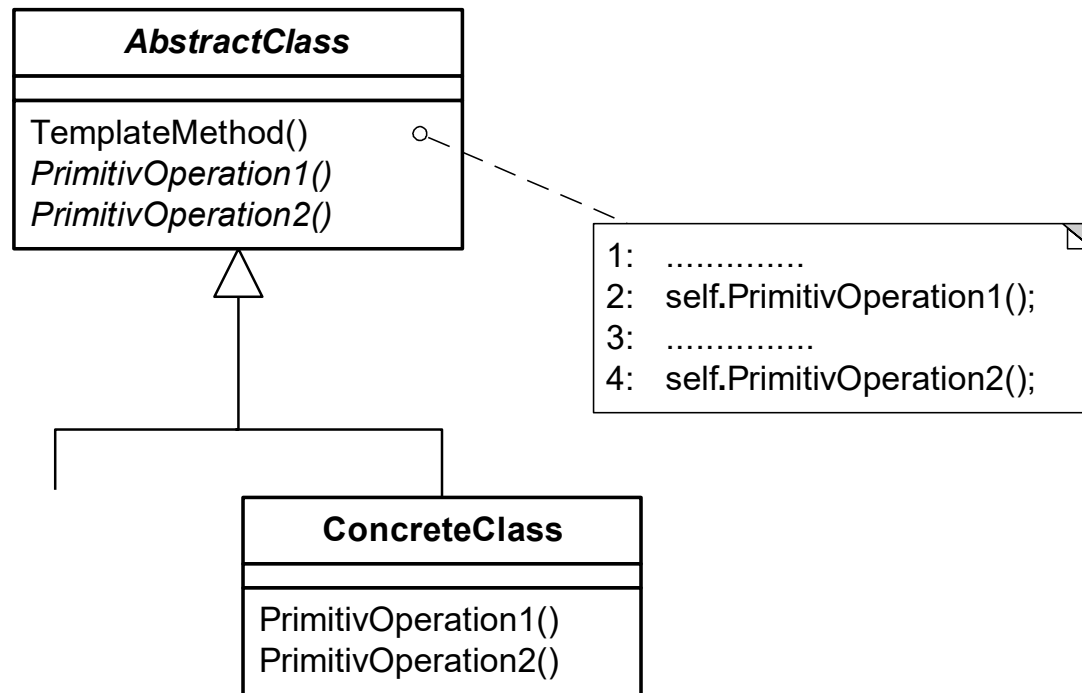 AbstractClass
TemplateMethod()
PrimitivOperation1()
PrimitivOperation2()
1: ..............
2: self.PrimitivOperation1();
3: ...............
4: self.PrimitivOperation2();
ConcreteClass
PrimitivOperation1()
PrimitivOperation2()